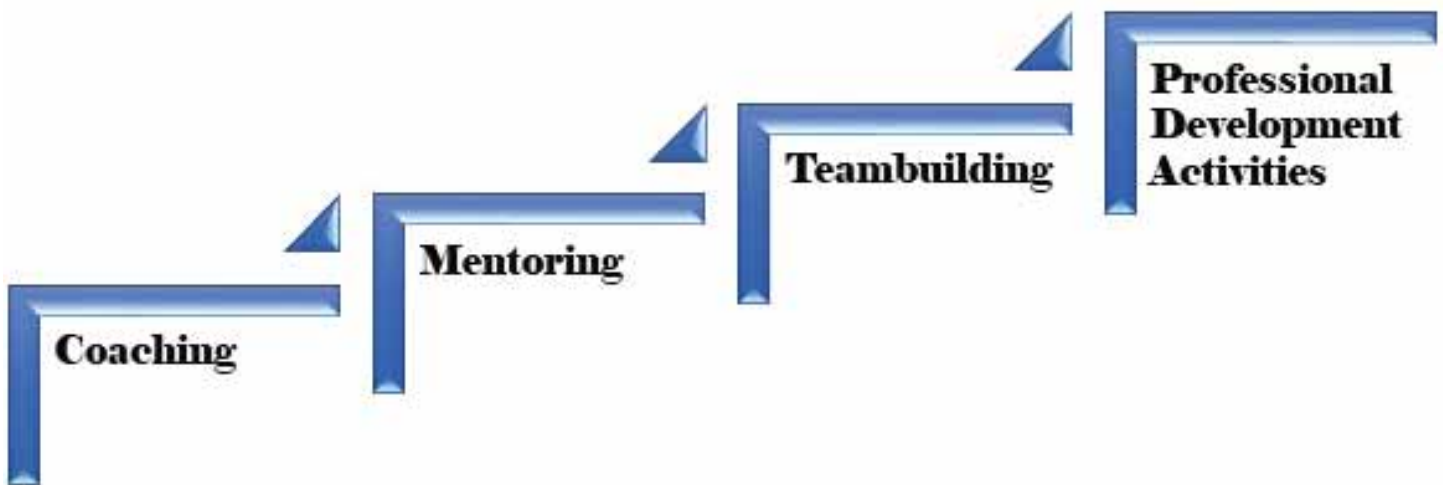 Coaching
Mentoring
Teambuilding
Professional
Development
Activities